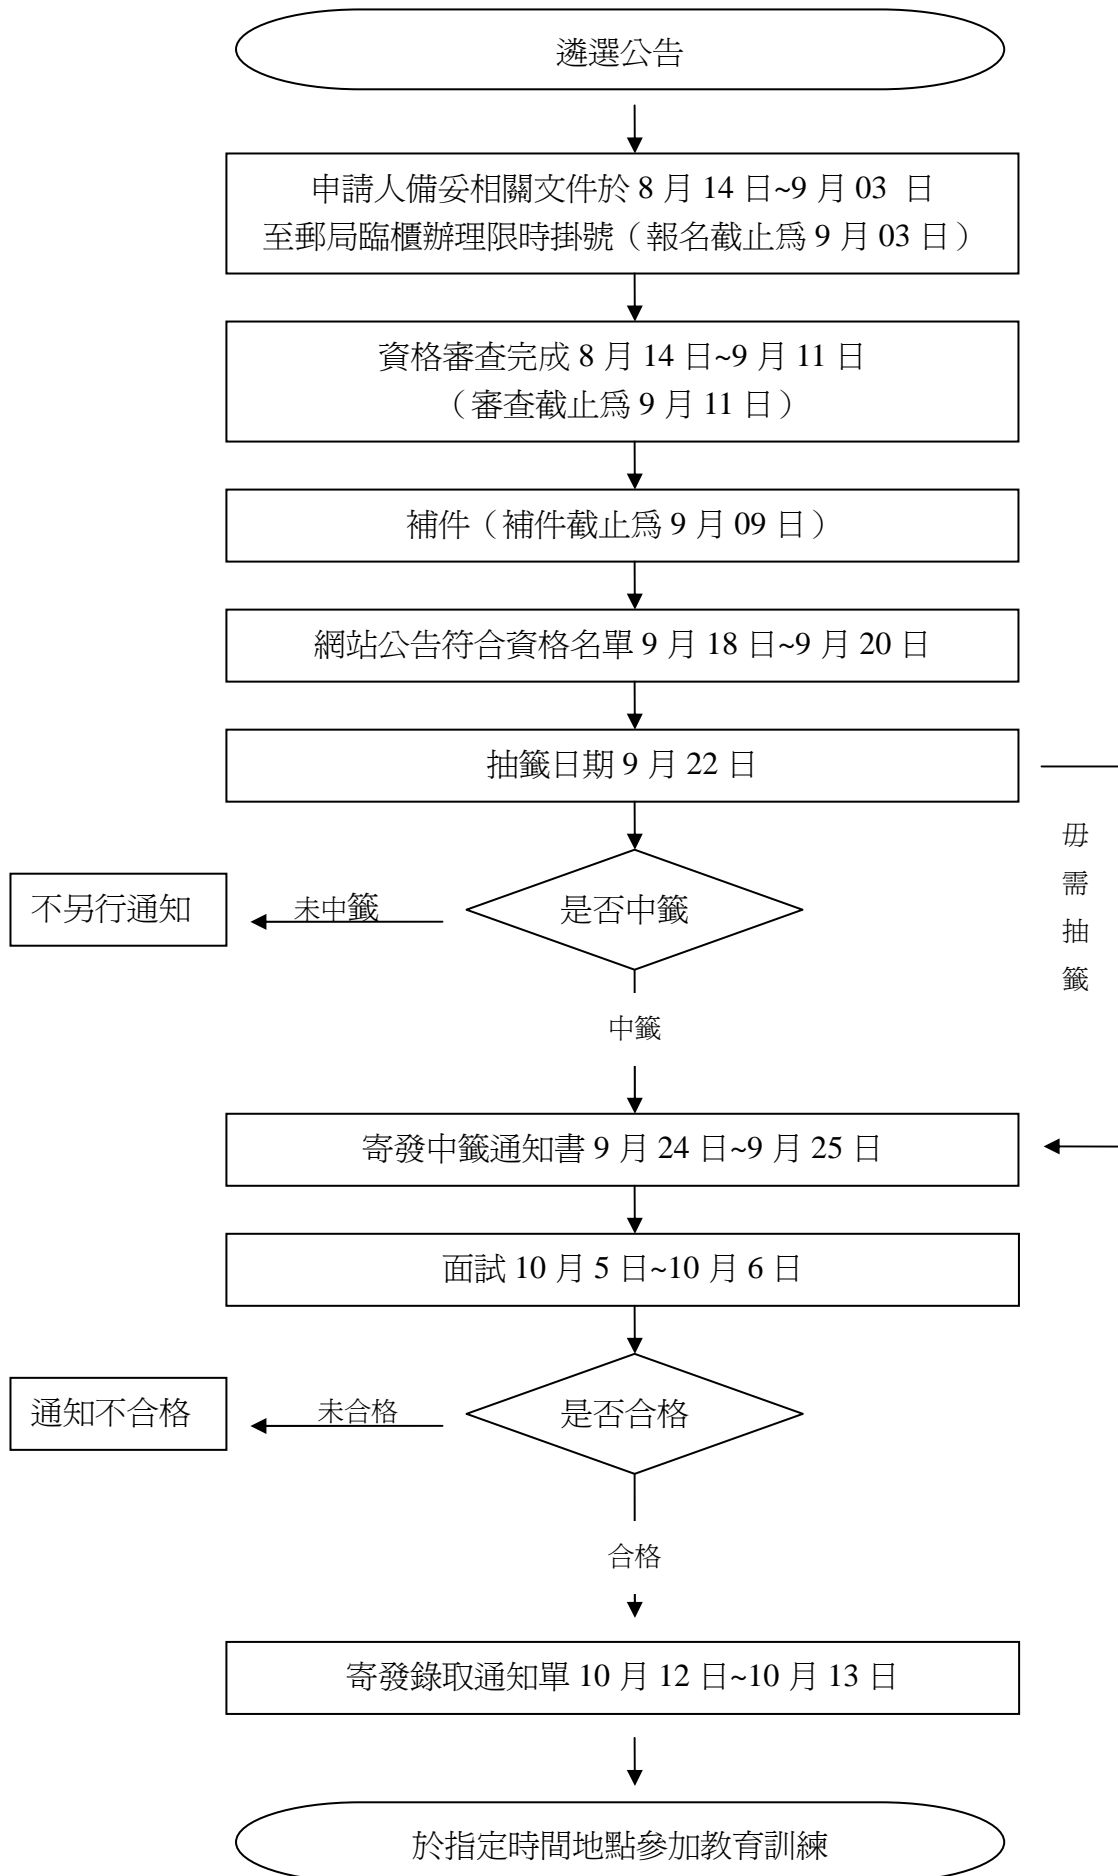 遴選公告
申請人備妥相關文件於 8 月 14 日~9 月 03 日
至郵局臨櫃辦理限時掛號（報名截止為 9 月 03 日）
資格審查完成 8 月 14 日~9 月 11 日
（審查截止為 9 月 11 日）
補件（補件截止為 9 月 09 日）
網站公告符合資格名單 9 月 18 日~9 月 20 日
抽籤日期 9 月 22 日
毋需抽籤
是否中籤
未中籤
不另行通知
中籤
寄發中籤通知書 9 月 24 日~9 月 25 日
面試 10 月 5 日~10 月 6 日
是否合格
未合格
通知不合格
合格
寄發錄取通知單 10 月 12 日~10 月 13 日
於指定時間地點參加教育訓練